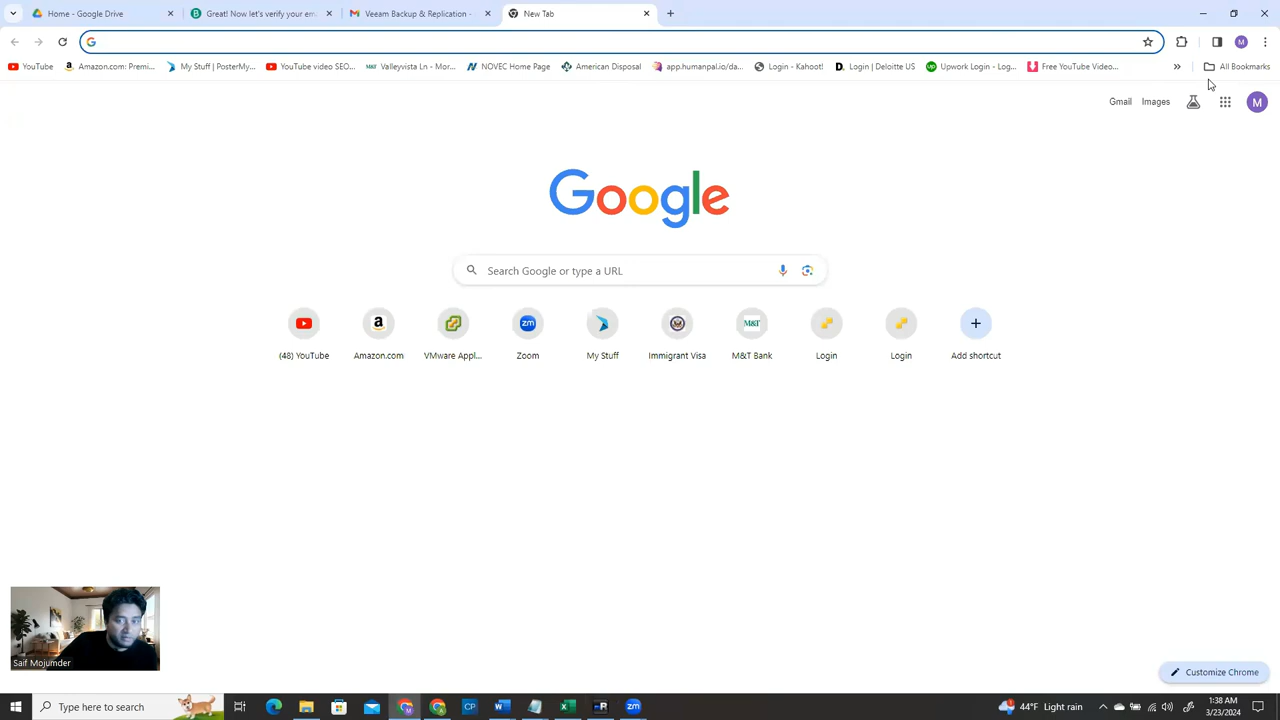 Home - Google Drive
Great! Now let's verify your em
Veeam Backup & Replication -
New Tab
YouTube
Amazon.com: Premi...
My Stuff | PosterMy...
YouTube video SEO...
M&T Valleyvista Ln - Mor...
NOVEC Home Page
American Disposal
app.humanpal.io/da...
Login - Kahoot!
D. Login | Deloitte US
Up Upwork Login - Log...
Free YouTube Video...
» All Bookmarks
Gmail Images M
Google
Search Google or type a URL
(48) YouTube
Amazon.com
VMware Appl...
zm Zoom
My Stuff
Immigrant Visa
M&T M&T Bank
Login
Login
Add shortcut
Saif Mojumder
Customize Chrome
Type here to search
44°F Light rain
1:38 AM
3/23/2024